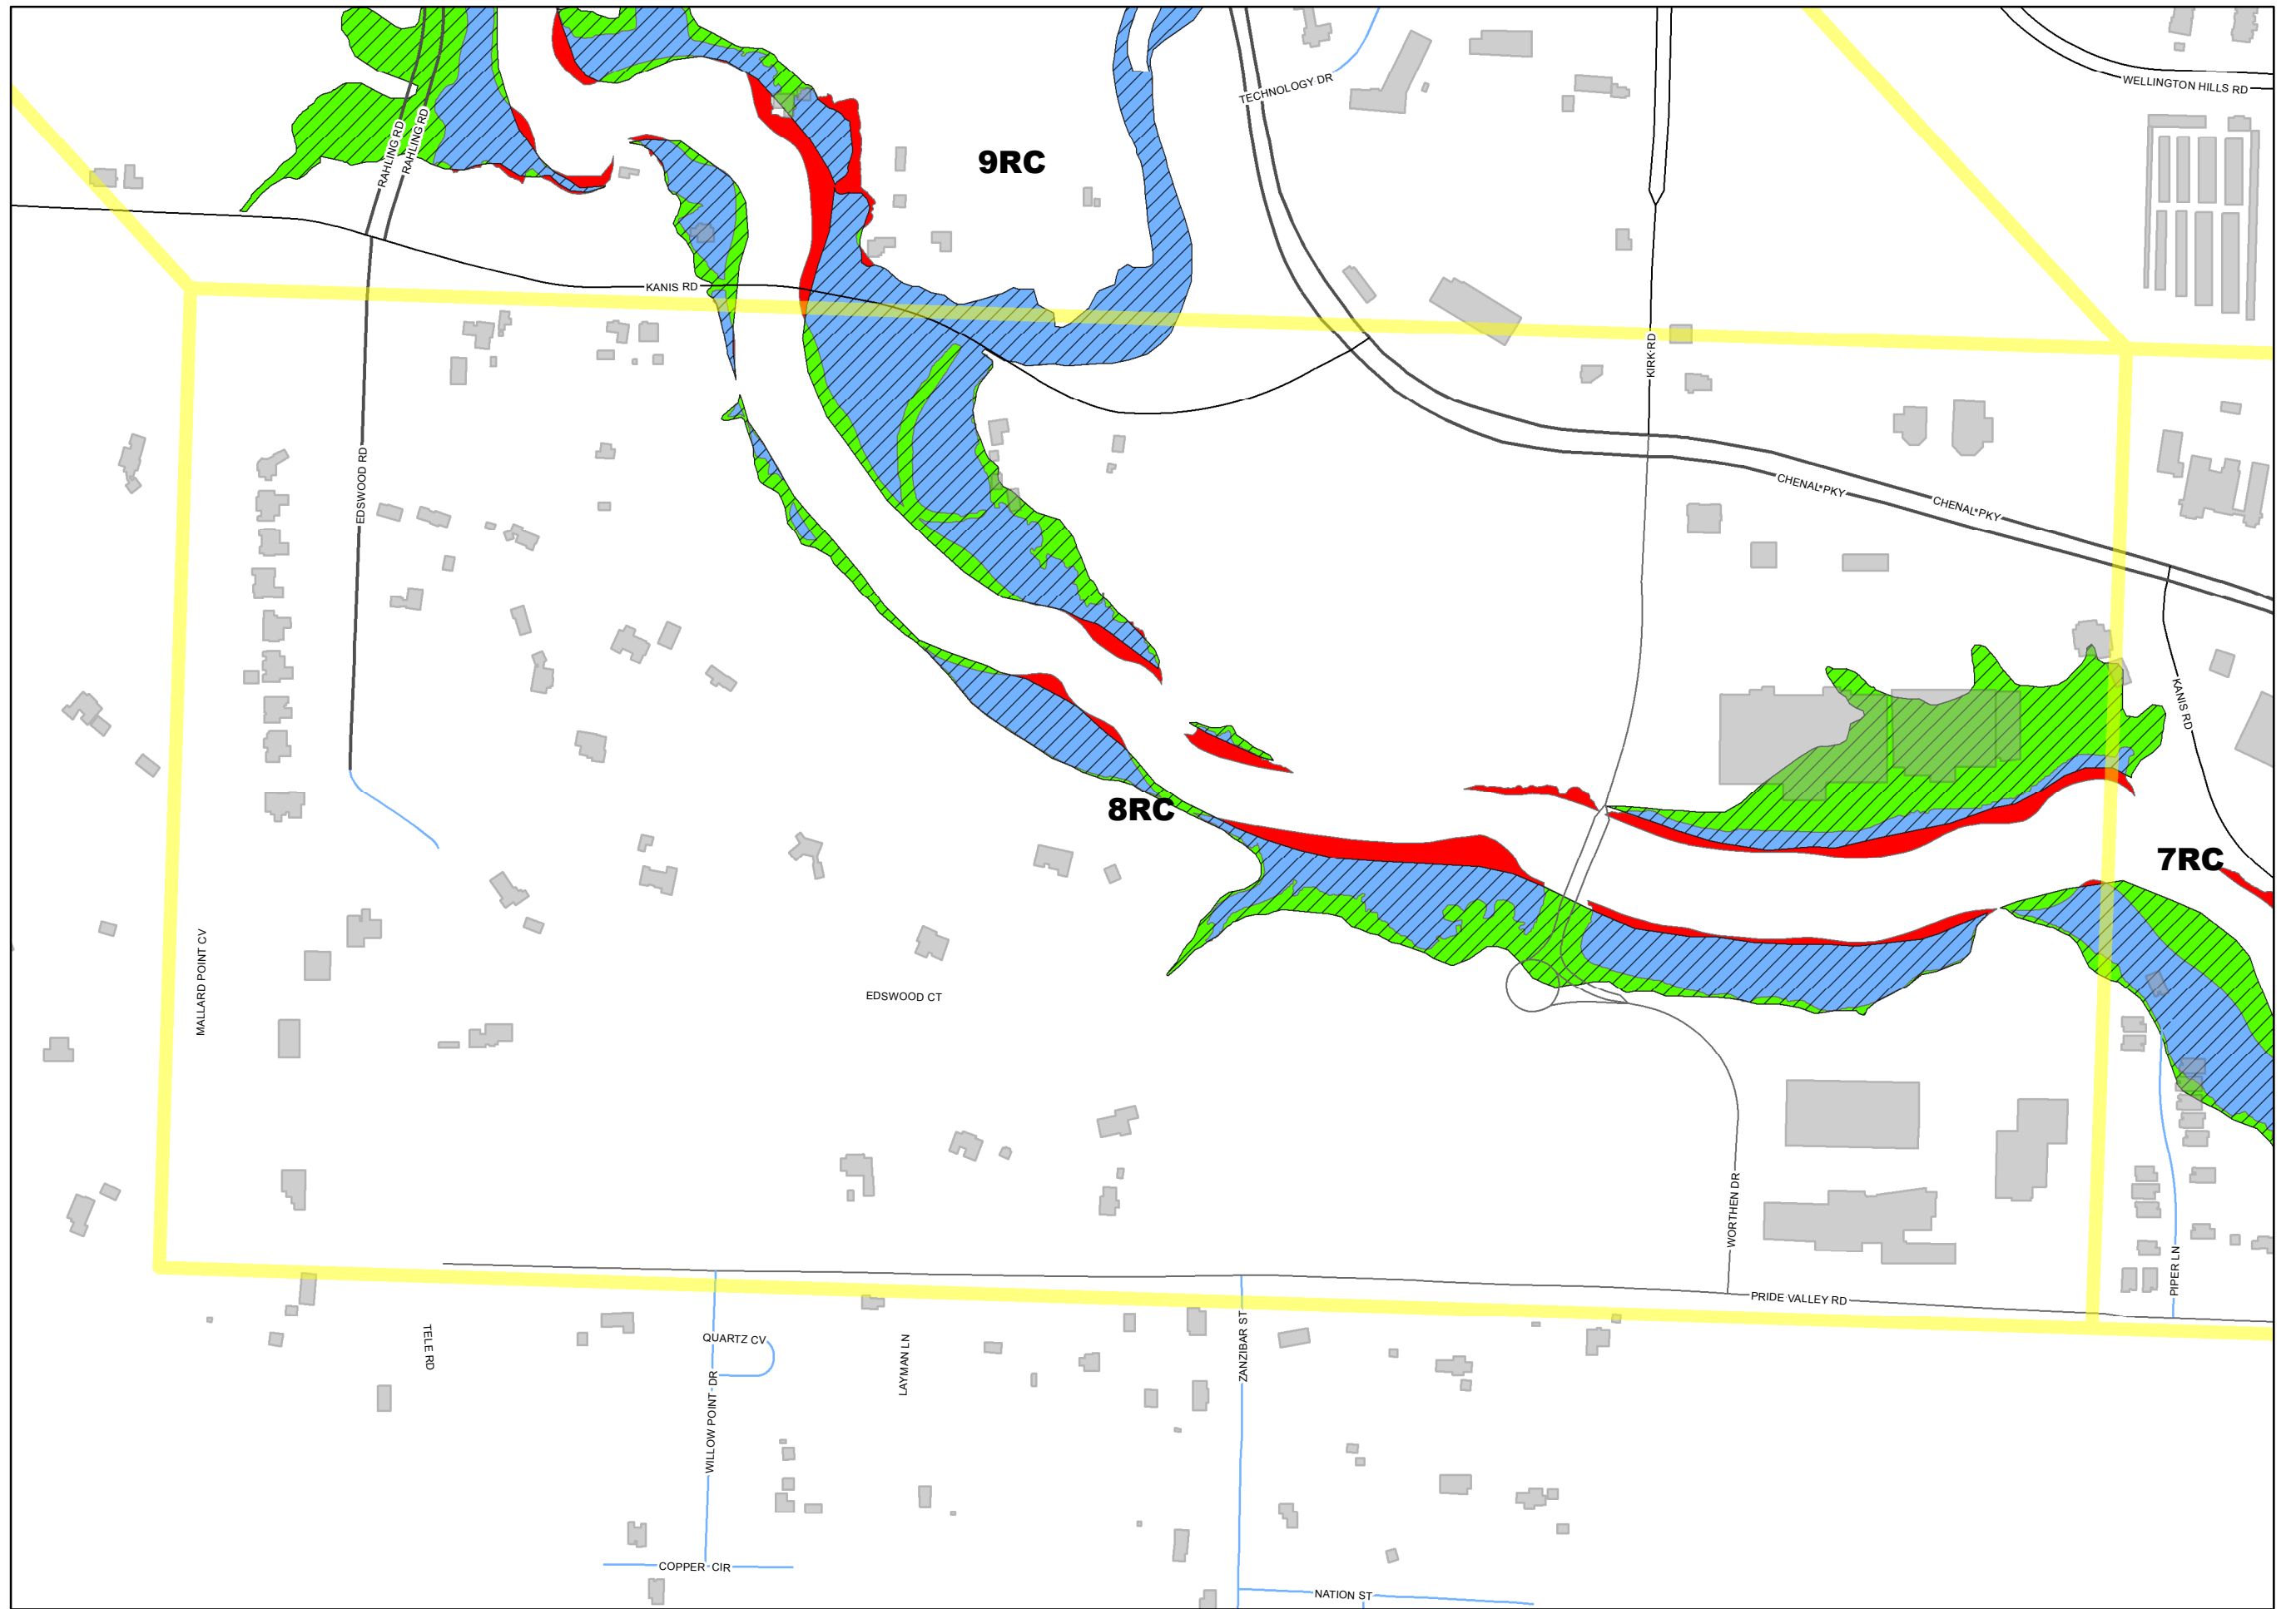 WELLINGTON HILLS RD
TECHNOLOGY DR
RAHLING RD
RAHLING RD
9RC
KANIS RD
KIRK RD
EDSWOOD RD
CHENAL PKY
CHENAL PKY
KANIS RD
8RC
7RC
MALLARD POINT CV
EDSWOOD CT
WORTHEN DR
PIPER LN
PRIDE VALLEY RD
TELE RD
QUARTZ CV
LAYMAN LN
ZANZIBAR ST
WILLOW POINT DR
COPPER CIR
NATION ST